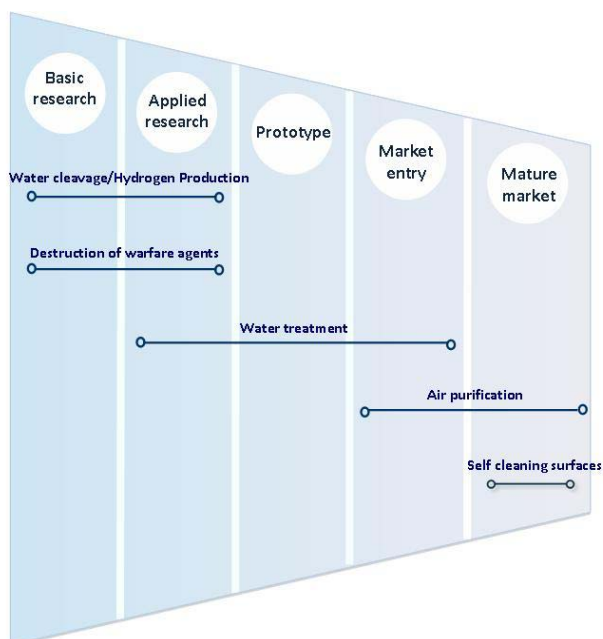 Basic
research
Applied
research
Prototype
Market
entry
Mature
market
Water cleavage/Hydrogen Production
Destruction of warfare agents
Water treatment
Air purification
Self cleaning surfaces